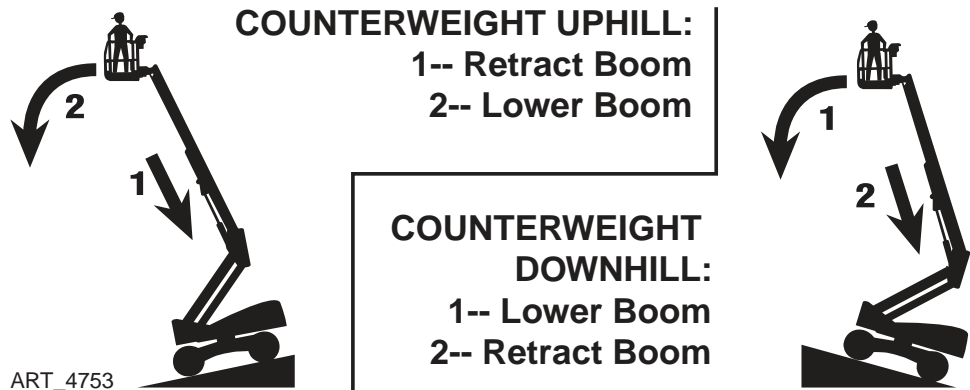 COUNTERWEIGHT UPHILL:
1-- Retract Boom
2-- Lower Boom
2
1
COUNTERWEIGHT
DOWNHILL:
1-- Lower Boom
2-- Retract Boom
1
2
ART_4753